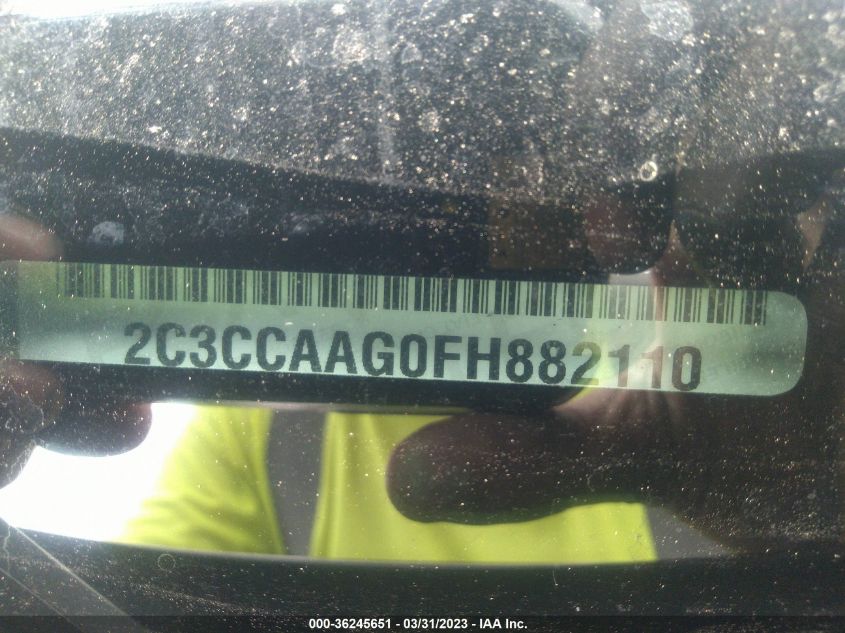 2C3CCAAG0FH882110
000-36245651 - 03/31/2023 - IAA Inc.